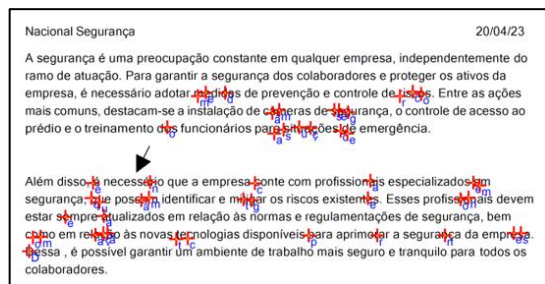 Nacional Segurança 20/04/23
A segurança é uma preocupação constante em qualquer empresa, independentemente do
ramo de atuação. Para garantir a segurança dos colaboradores e proteger os ativos da
empresa, é necessário adotar medidas de prevenção e controle de riscos. Entre as ações
mais comuns, destacam-se a instalação de câmeras de segurança, o controle de acesso ao
prédio e o treinamento dos funcionários para situações de emergência.
Além disso, é necessário que a empresa conte com profissionais especializados em
segurança, que possam identificar e mitigar os riscos existentes. Esses profissionais devem
estar sempre atualizados em relação às normas e regulamentações de segurança, bem
como em relação às novas tecnologias disponíveis para aprimorar a segurança da empresa.
Dessa , é possível garantir um ambiente de trabalho mais seguro e tranquilo para todos os
colaboradores.